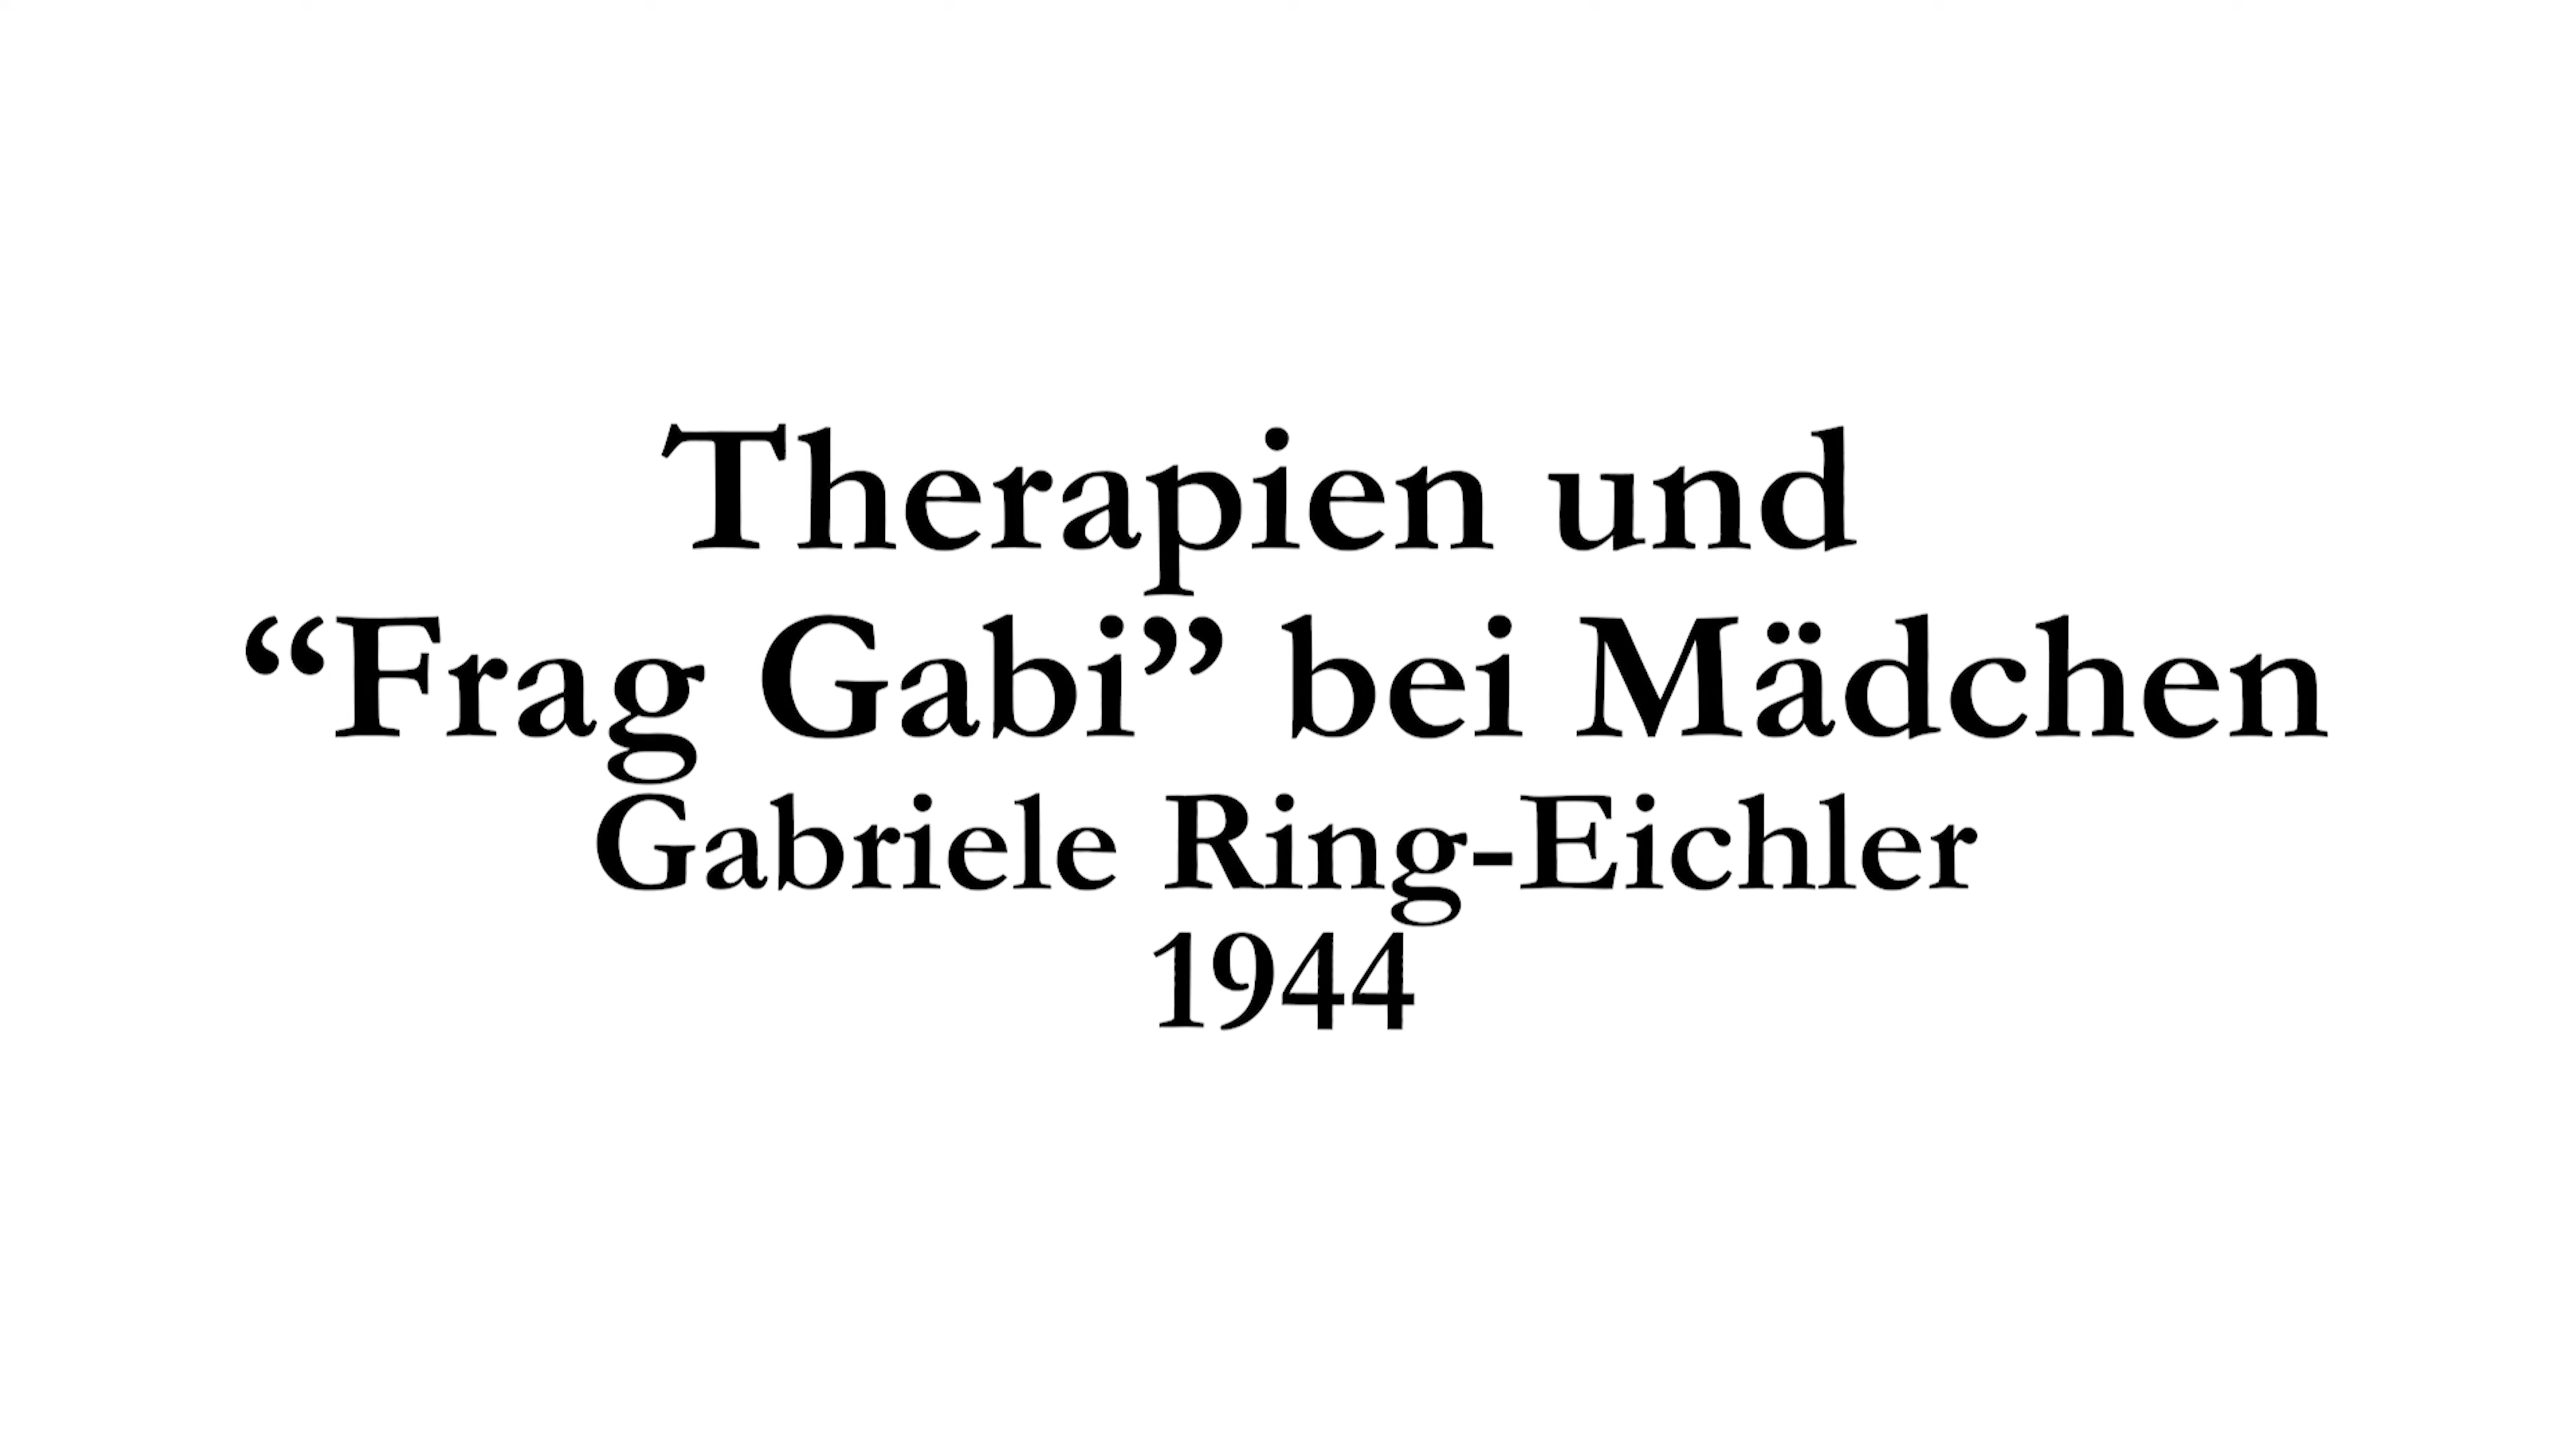 Therapien und
“Frag Gabi” bei Mädchen
Gabriele Ring-Eichler
1944